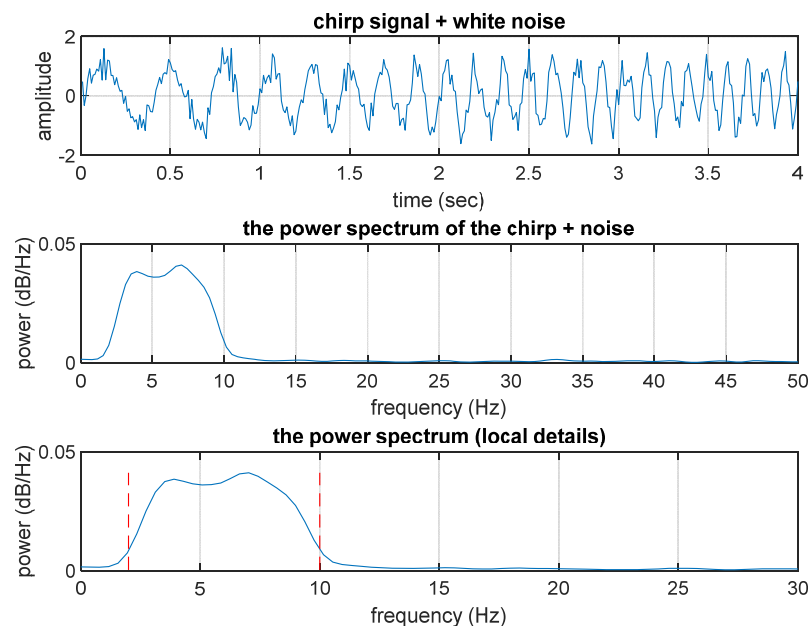 chirp signal + white noise
2
0
-2
amplitude
0 0.5 1 1.5 2 2.5 3 3.5 4
time (sec)
the power spectrum of the chirp + noise
0.05
0
power (dB/Hz)
0 5 10 15 20 25 30 35 40 45 50
frequency (Hz)
the power spectrum (local details)
0.05
0
power (dB/Hz)
0 5 10 15 20 25 30
frequency (Hz)